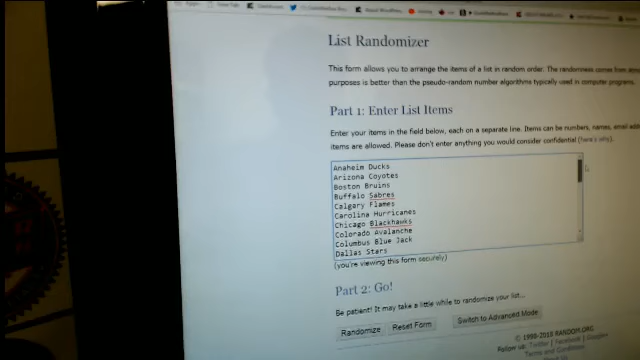 List Randomizer
This form allows you to arrange the items of a list in random order. The randomness comes from
purposes is better than the pseudo-random number algorithms typically used in computer programs.
Part 1: Enter List Items
Enter your items in the field below, each on a separate line. Items can be numbers, names, email
items are allowed. Please don't enter anything you would consider confidential (here's why).
Anaheim Ducks
Arizona Coyotes
Boston Bruins
Buffalo Sabres
Calgary Flames
Carolina Hurricanes
Chicago Blackhawks
Colorado Avalanche
Columbus Blue Jack
Dallas Stars
(you're viewing this form securely)
Part 2: Go!
Be patient! It may take a little while to randomize your list...
Randomize Reset Form Switch to Advanced Mode
© 1998-2018 RANDOM.ORG
Follow us: Twitter | Facebook | Google+
Terms and Conditions